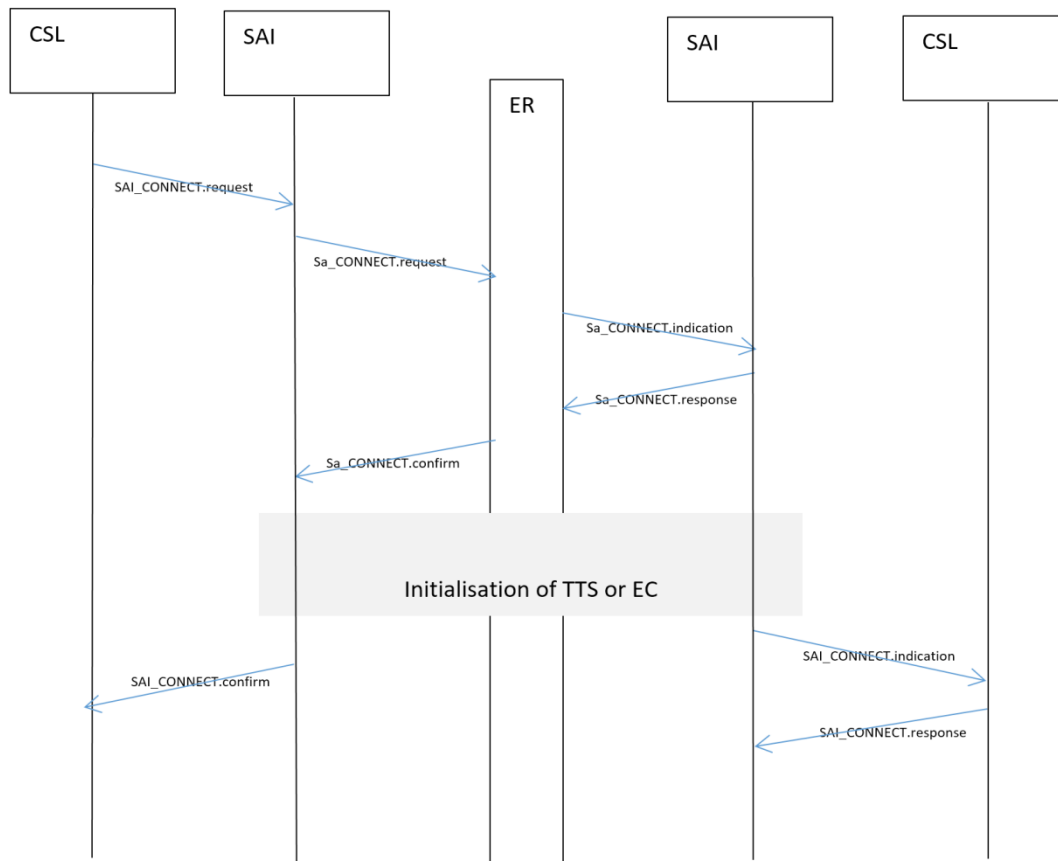 CSL
SAI
SAI
CSL
ER
SAI_CONNECT.request
Sa_CONNECT.request
Sa_CONNECT.indication
Sa_CONNECT.response
Sa_CONNECT.confirm
Initialisation of TTS or EC
SAI_CONNECT.indication
SAI_CONNECT.confirm
SAI_CONNECT.response